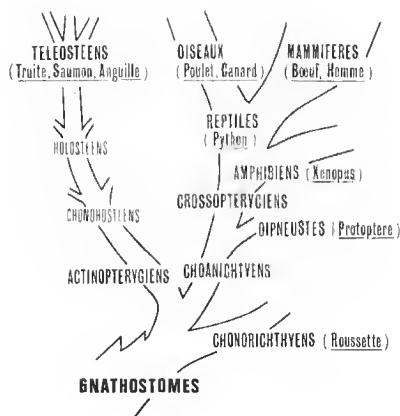 TELEOSTEENS OISEAUX MAMMIFERES
(Truite, Saumon, Anguille) (Poulet, Canard) (Bœuf, Homme)
REPTILES
(Python)
HOLOSTEENS
AMPHIBIENS (Xenopus)
CROSSOPTERYGIENS
CHONDROSTEENS
DIPNEUSTES (Protoptere)
ACTINOPTERYGIENS CHOANICHTYENS
CHONDRICHTHYENS (Roussette)
GNATHOSTOMES